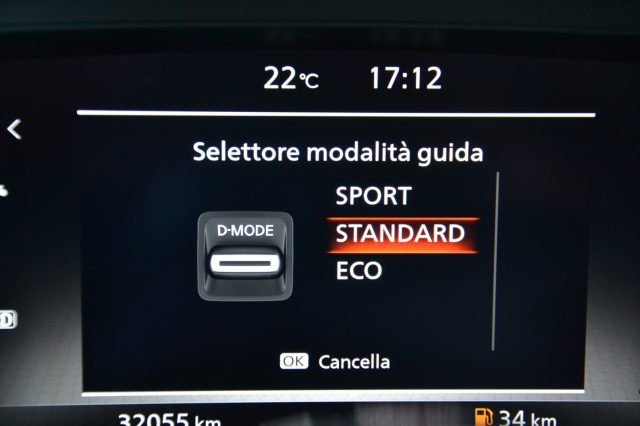 22°C 17:12
Selettore modalità guida
SPORT
D-MODE STANDARD
ECO
OK Cancella
32055 km 34 km